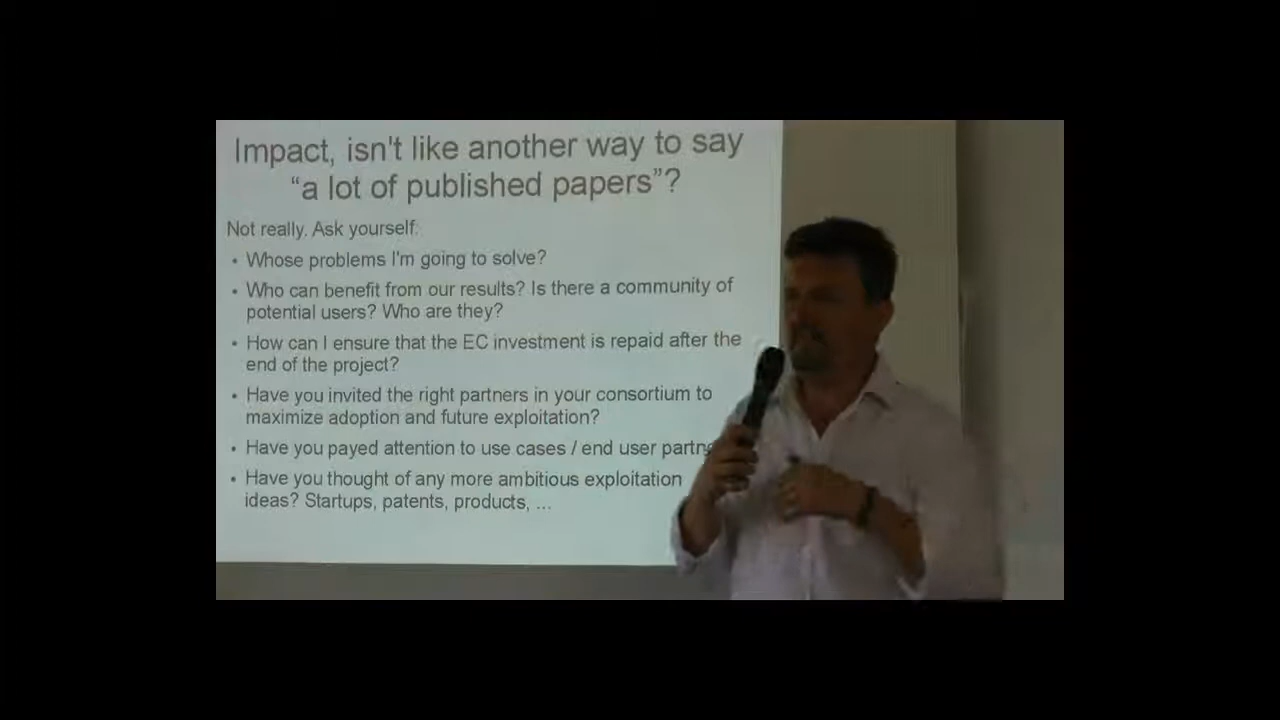 Impact, isn't like another way to say
“a lot of published papers”?
Not really. Ask yourself:
• Whose problems I'm going to solve?
• Who can benefit from our results? Is there a community of
potential users? Who are they?
• How can I ensure that the EC investment is repaid after the
end of the project?
• Have you invited the right partners in your consortium to
maximize adoption and future exploitation?
• Have you payed attention to use cases / end user
• Have you thought of any more ambitious exploitation
ideas? Startups, patents, products, ...